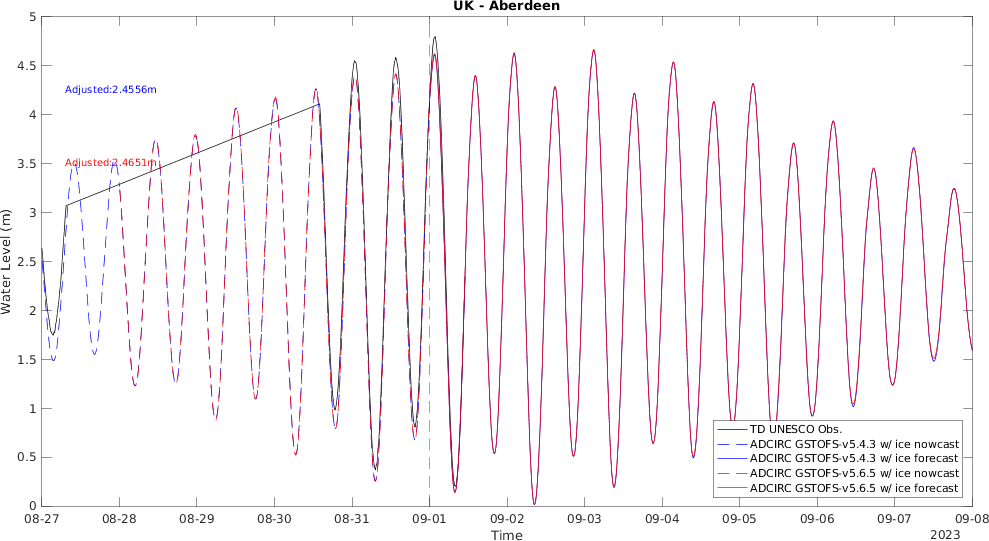 UK - Aberdeen
5
4.5
4
3.5
3
2.5
2
1.5
1
0.5
0
Water Level (m)
Adjusted:2.4556m
Adjusted:2.4651m
TD UNESCO Obs.
ADCIRC GSTOFS-v5.4.3 w/ ice nowcast
ADCIRC GSTOFS-v5.4.3 w/ ice forecast
ADCIRC GSTOFS-v5.6.5 w/ ice nowcast
ADCIRC GSTOFS-v5.6.5 w/ ice forecast
08-27 08-28 08-29 08-30 08-31 09-01 09-02 09-03 09-04 09-05 09-06 09-07 09-08
Time
2023